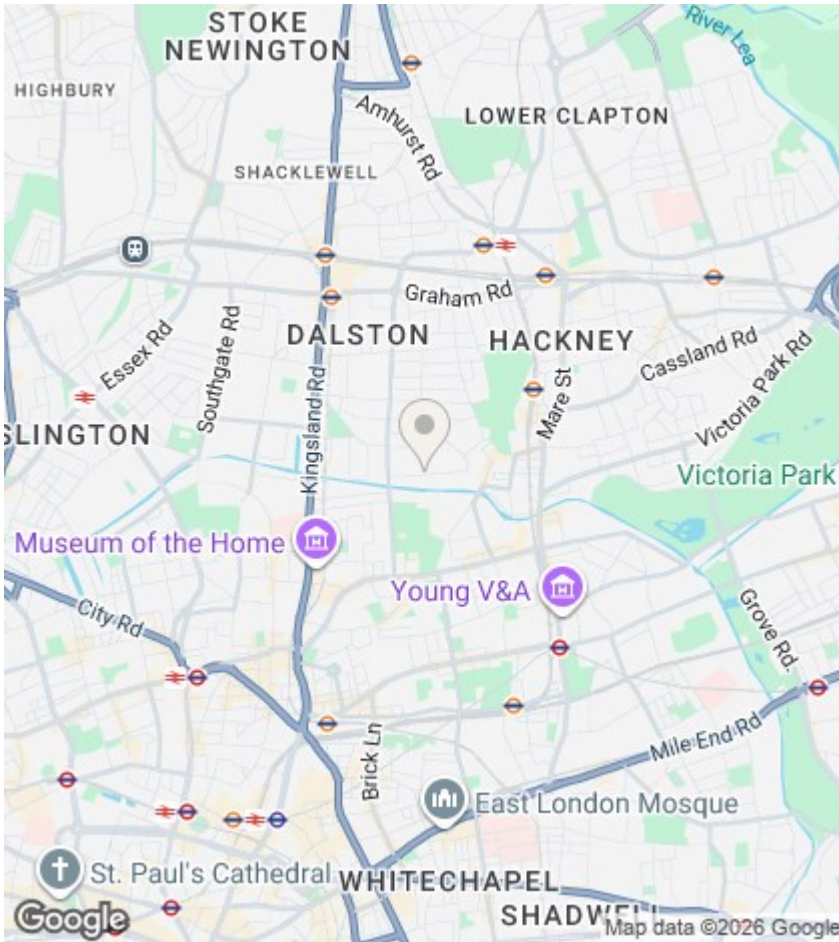 STOKE
NEWINGTON
River Lea
HIGHBURY
Amhurst Rd
LOWER CLAPTON
SHACKLEWELL
Graham Rd
DALSTON
HACKNEY
Essex Rd
Southgate Rd
Cassland Rd
Mare St
Victoria Park Rd
SLINGTON
Kingsland Rd
Victoria Park
Museum of the Home
Young V&A
City Rd
Grove Rd.
Mile End Rd
Brick Ln
East London Mosque
St. Paul's Cathedral
WHITECHAPEL
SHADWELL
Google
Map data ©2026 Google